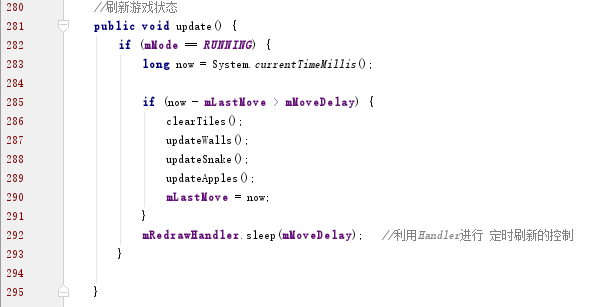 280 //刷新游戏状态
281 public void update() {
282 if (mMode == RUNNING) {
283 long now = System.currentTimeMillis();
284
285 if (now - mLastMove > mMoveDelay) {
286 clearTiles();
287 updateWalls();
288 updateSnake();
289 updateApples();
290 mLastMove = now;
291 }
292 mRedrawHandler.sleep(mMoveDelay); //利用Handler进行 定时刷新的控制
293 }
294
295 }